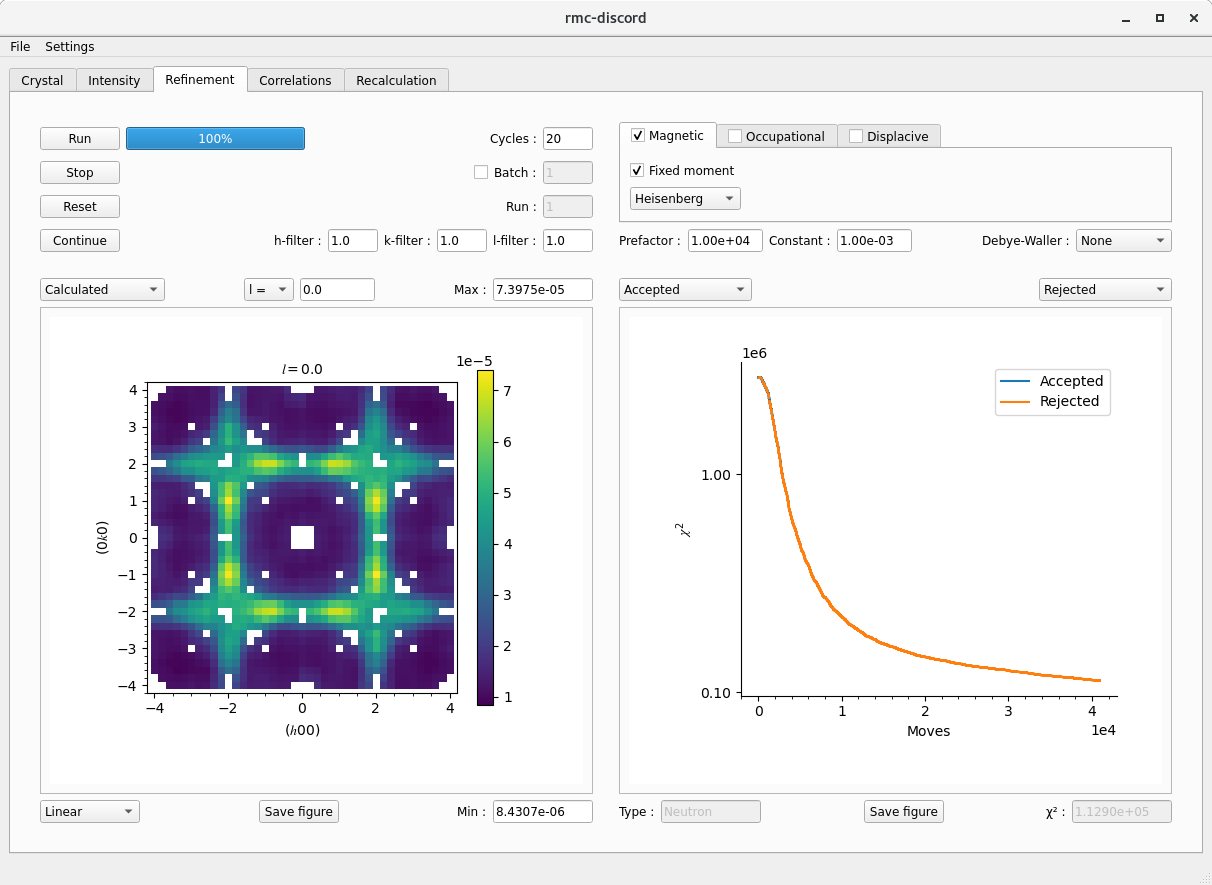 rmc-discord
File Settings
Crystal Intensity Refinement Correlations Recalculation
Run 100% Cycles : 20
Stop Batch : 1
Reset Run : 1
Continue h-filter : 1.0 k-filter : 1.0 l-filter : 1.0
Magnetic Occupational Displacive
Fixed moment
Heisenberg
Prefactor : 1.00e+04 Constant : 1.00e-03 Debye-Waller : None
Calculated l = 0.0 Max : 7.3975e-05
Accepted Rejected
l = 0.0
1e−5
4
3
2
1
0
−1
−2
−3
−4
(0k0)
−4 −2 0 2 4
(h00)
7
6
5
4
3
2
1
1e6
Accepted
Rejected
1.00
0.10
χ²
0 1 2 3 4
1e4
Moves
Linear Save figure Min : 8.4307e-06
Type : Neutron Save figure χ² : 1.1290e+05